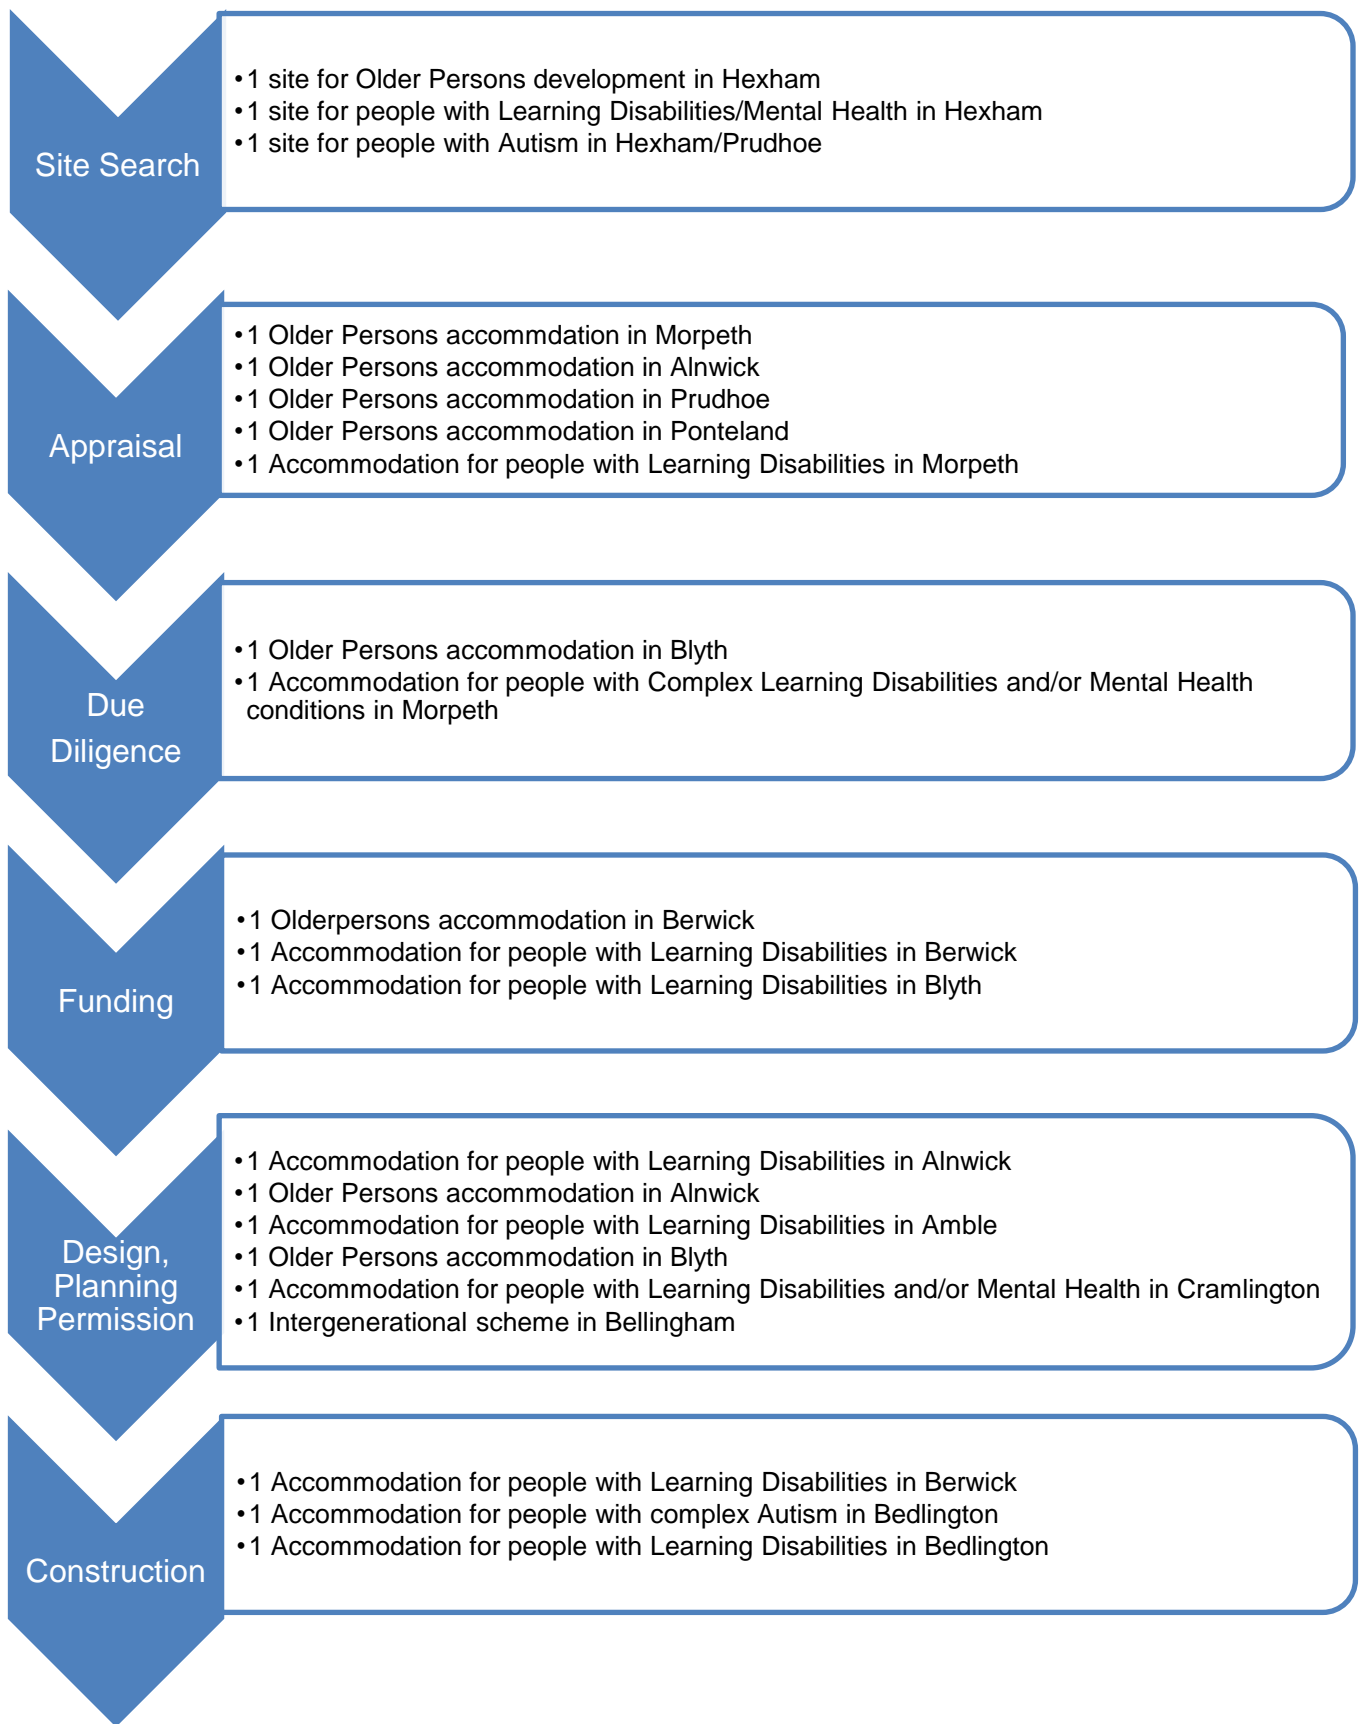 Site Search
•1 site for Older Persons development in Hexham
•1 site for people with Learning Disabilities/Mental Health in Hexham
•1 site for people with Autism in Hexham/Prudhoe
Appraisal
•1 Older Persons accommdation in Morpeth
•1 Older Persons accommodation in Alnwick
•1 Older Persons accommodation in Prudhoe
•1 Older Persons accommodation in Ponteland
•1 Accommodation for people with Learning Disabilities in Morpeth
Due
Diligence
•1 Older Persons accommodation in Blyth
•1 Accommodation for people with Complex Learning Disabilities and/or Mental Health
conditions in Morpeth
Funding
•1 Olderpersons accommodation in Berwick
•1 Accommodation for people with Learning Disabilities in Berwick
•1 Accommodation for people with Learning Disabilities in Blyth
Design,
Planning
Permission
•1 Accommodation for people with Learning Disabilities in Alnwick
•1 Older Persons accommodation in Alnwick
•1 Accommodation for people with Learning Disabilities in Amble
•1 Older Persons accommodation in Blyth
•1 Accommodation for people with Learning Disabilities and/or Mental Health in Cramlington
•1 Intergenerational scheme in Bellingham
Construction
•1 Accommodation for people with Learning Disabilities in Berwick
•1 Accommodation for people with complex Autism in Bedlington
•1 Accommodation for people with Learning Disabilities in Bedlington